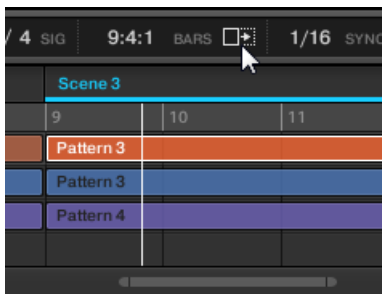 / 4 SIG 9:4:1 BARS 1/16 SYNC
Scene 3
9 10 11
Pattern 3
Pattern 3
Pattern 4